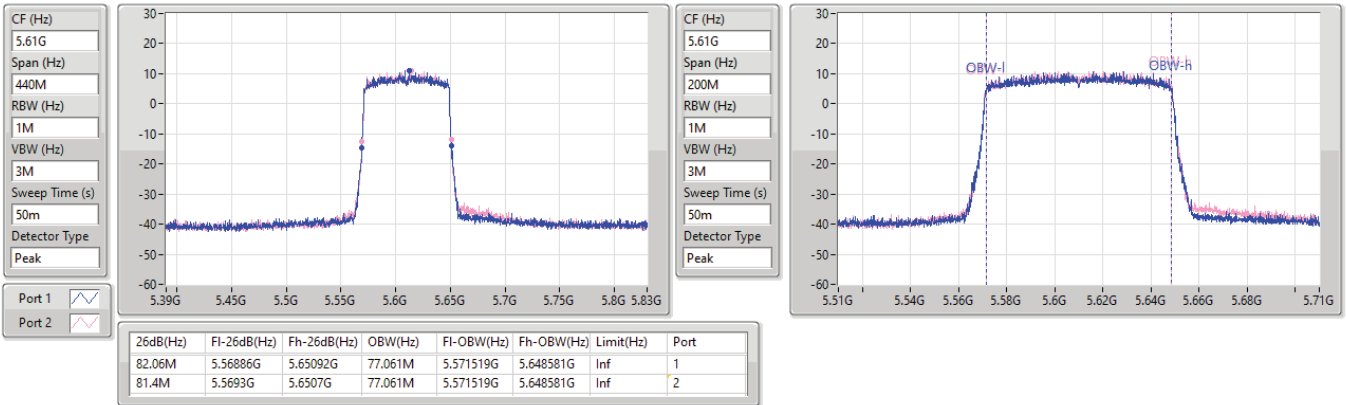 CF (Hz)
5.61G
Span (Hz)
440M
RBW (Hz)
1M
VBW (Hz)
3M
Sweep Time (s)
50m
Detector Type
Peak
Port 1
Port 2
30
20
10
0
-10
-20
-30
-40
-50
-60
5.39G 5.45G 5.5G 5.55G 5.6G 5.65G 5.7G 5.75G 5.8G 5.83G
CF (Hz)
5.61G
Span (Hz)
200M
RBW (Hz)
1M
VBW (Hz)
3M
Sweep Time (s)
50m
Detector Type
Peak
30
20
10
0
-10
-20
-30
-40
-50
-60
OBW-l
OBW-h
5.51G 5.54G 5.56G 5.58G 5.6G 5.62G 5.64G 5.66G 5.68G 5.71G
26dB(Hz) Fl-26dB(Hz) Fh-26dB(Hz) OBW(Hz) Fl-OBW(Hz) Fh-OBW(Hz) Limit(Hz) Port
82.06M 5.56886G 5.65092G 77.061M 5.571519G 5.648581G Inf 1
81.4M 5.5693G 5.6507G 77.061M 5.571519G 5.648581G Inf 2